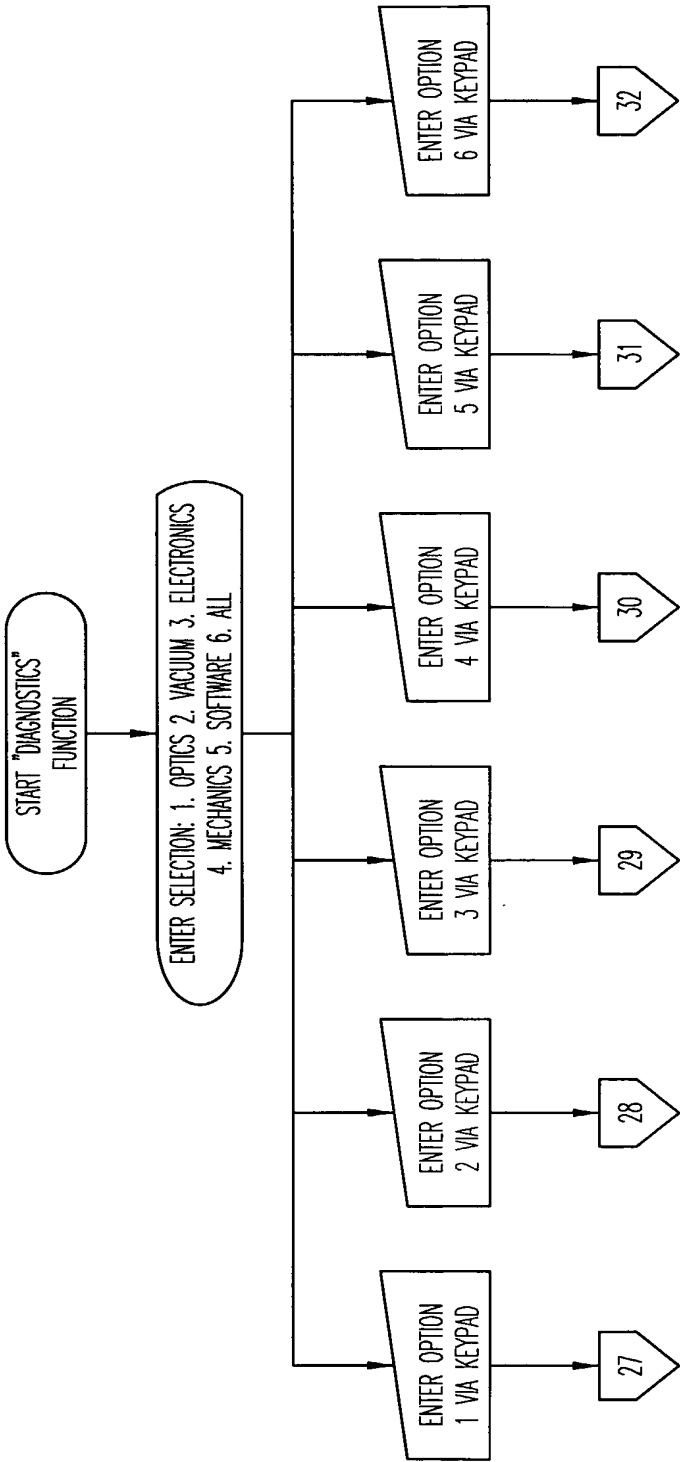 START "DIAGNOSTICS"
FUNCTION
ENTER SELECTION: 1. OPTICS 2. VACUUM 3. ELECTRONICS
4. MECHANICS 5. SOFTWARE 6. ALL
ENTER OPTION
1 VIA KEYPAD
ENTER OPTION
2 VIA KEYPAD
ENTER OPTION
3 VIA KEYPAD
ENTER OPTION
4 VIA KEYPAD
ENTER OPTION
5 VIA KEYPAD
ENTER OPTION
6 VIA KEYPAD
27
28
29
30
31
32